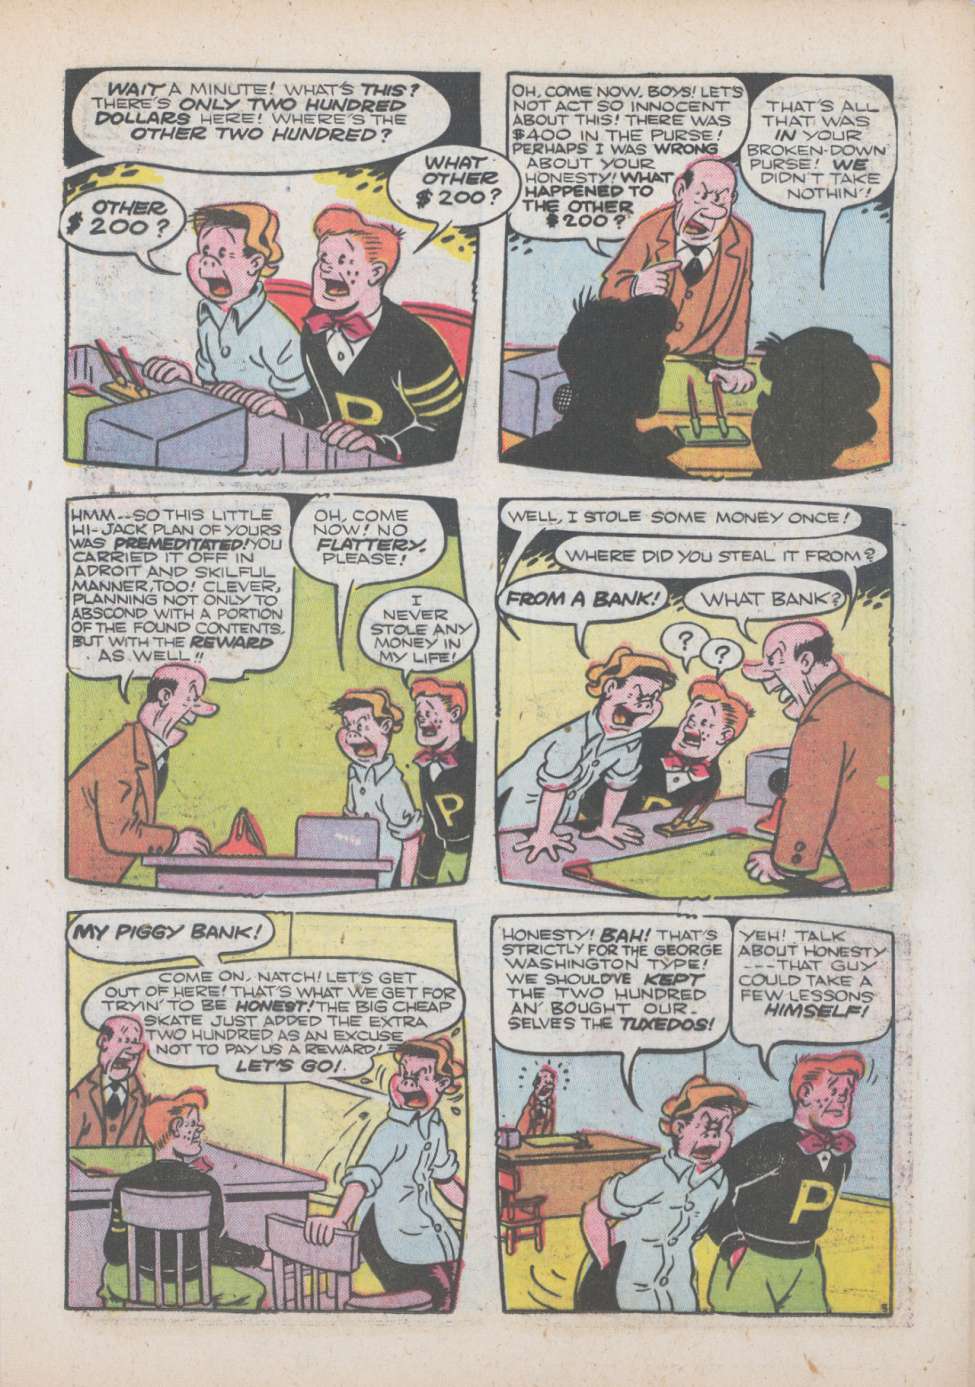 WAIT A MINUTE! WHAT'S THIS?
THERE'S ONLY TWO HUNDRED
DOLLARS HERE! WHERE'S THE
OTHER TWO HUNDRED?
OTHER
$200?
WHAT
OTHER
$200?
OH, COME NOW, BOYS! LET'S
NOT ACT SO INNOCENT
ABOUT THIS! THERE WAS
$400 IN THE PURSE!
PERHAPS I WAS WRONG
ABOUT YOUR
HONESTY! WHAT
HAPPENED TO
THE OTHER
$200?
THAT'S ALL
THAT WAS
IN YOUR
BROKEN-DOWN
PURSE! WE
DIDN'T TAKE
NOTHIN'!
HMM--SO THIS LITTLE
HI-JACK PLAN OF YOURS
WAS PREMEDITATED! YOU
CARRIED IT OFF IN
ADROIT AND SKILFUL
MANNER, TOO! CLEVER,
PLANNING NOT ONLY TO
ABSCOND WITH A PORTION
OF THE FOUND CONTENTS,
BUT WITH THE REWARD
AS WELL!!
OH, COME
NOW! NO
FLATTERY,
PLEASE!
I
NEVER
STOLE ANY
MONEY IN
MY LIFE!
WELL, I STOLE SOME MONEY ONCE!
WHERE DID YOU STEAL IT FROM?
FROM A BANK!
WHAT BANK?
?
?
P
D
P
MY PIGGY BANK!
COME ON, NATCH! LET'S GET
OUT OF HERE! THAT'S WHAT WE GET FOR
TRYIN' TO BE HONEST! THE BIG CHEAP
SKATE JUST ADDED THE EXTRA
TWO HUNDRED AS AN EXCUSE
NOT TO PAY US A REWARD!
LET'S GO!
HONESTY! BAH! THAT'S
STRICTLY FOR THE GEORGE
WASHINGTON TYPE!
WE SHOULD'VE KEPT
THE TWO HUNDRED
AN' BOUGHT OUR-
SELVES THE TUXEDOS!
YEH! TALK
ABOUT HONESTY
---THAT GUY
COULD TAKE A
FEW LESSONS
HIMSELF!
P